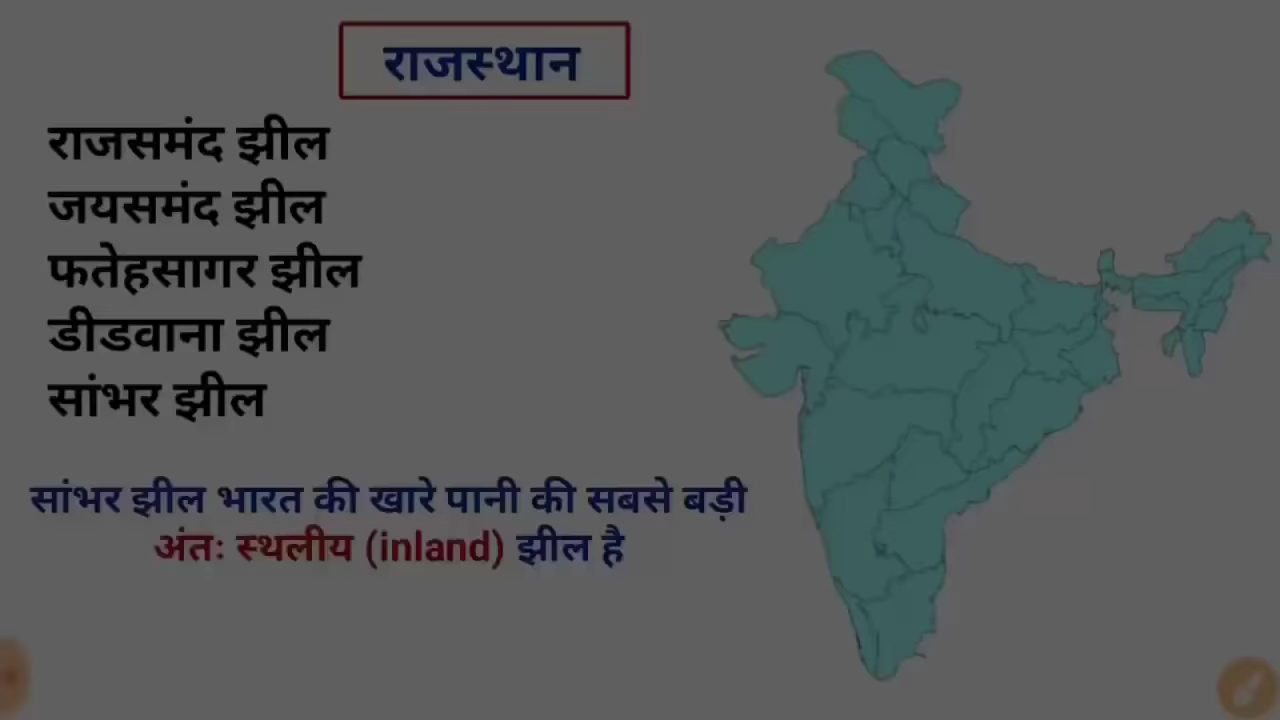 राजस्थान
राजसमंद झील
जयसमंद झील
फतेहसागर झील
डीडवाना झील
सांभर झील
सांभर झील भारत की खारे पानी की सबसे बड़ी
अंतः स्थलीय (inland) झील है